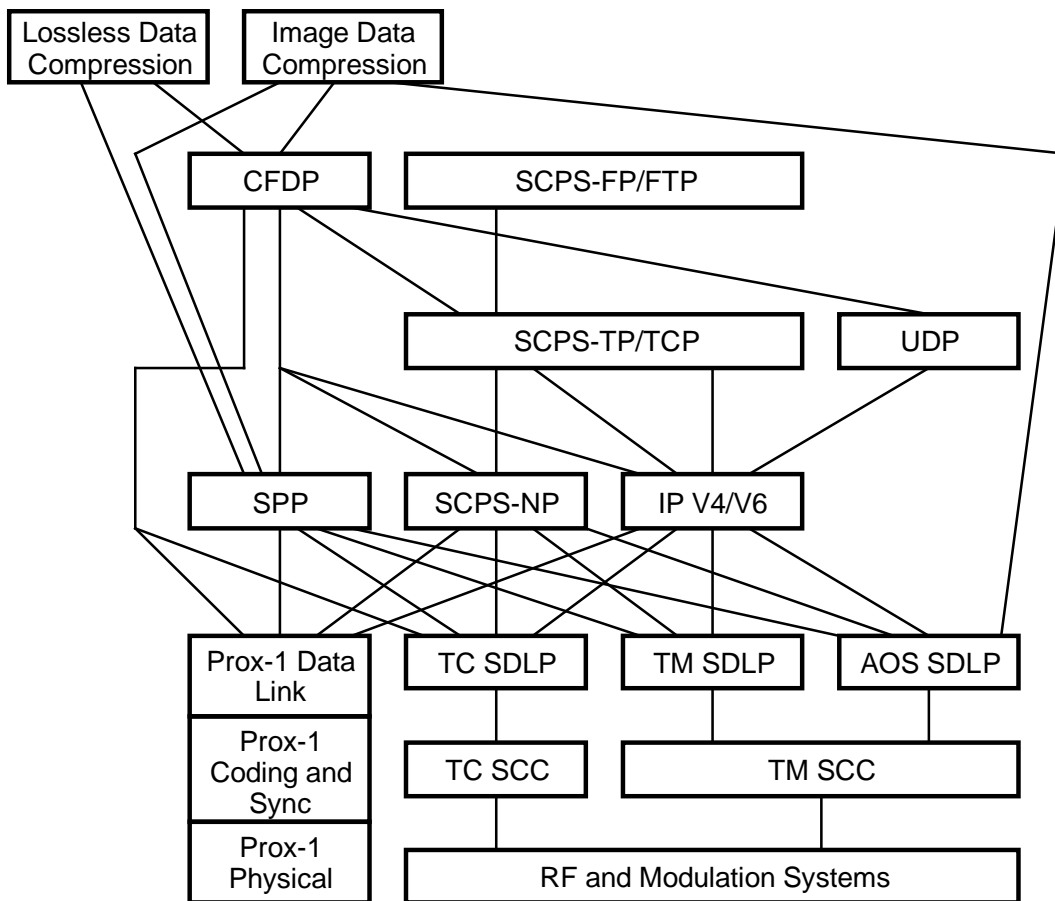 Lossless Data
Compression
Image Data
Compression
CFDP
SCPS-FP/FTP
SCPS-TP/TCP
UDP
SPP
SCPS-NP
IP V4/V6
Prox-1 Data
Link
TC SDLP
TM SDLP
AOS SDLP
Prox-1
Coding and
Sync
TC SCC
TM SCC
Prox-1
Physical
RF and Modulation Systems